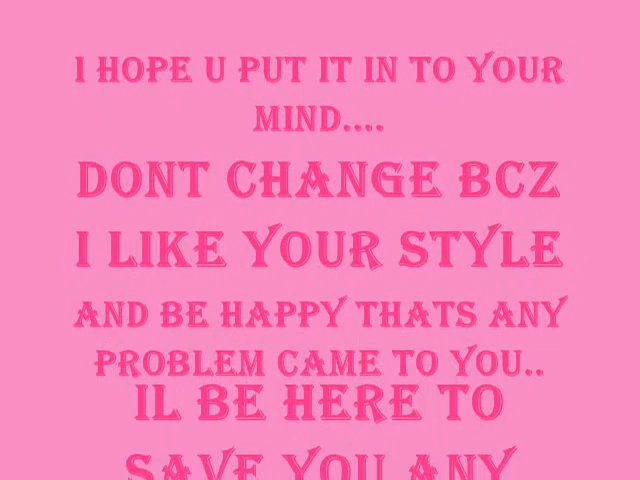 I HOPE U PUT IT IN TO YOUR
MIND....
DONT CHANGE BCZ
I LIKE YOUR STYLE
AND BE HAPPY THATS ANY
PROBLEM CAME TO YOU..
IL BE HERE TO
SAVE YOU ANY